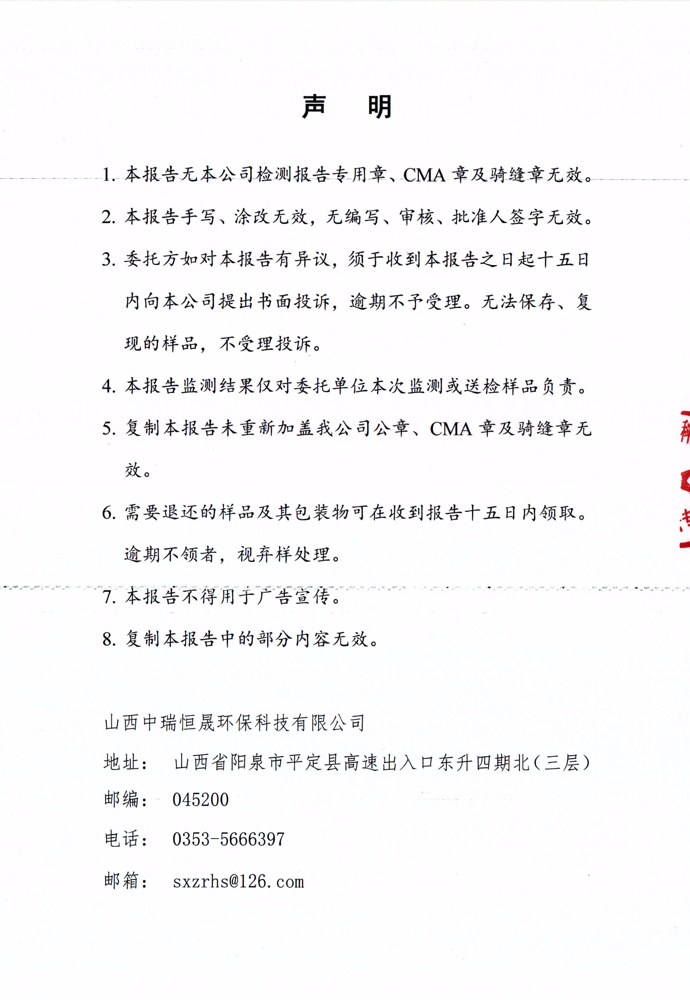 声 明
1. 本报告无本公司检测报告专用章、CMA 章及骑缝章无效。
2. 本报告手写、涂改无效，无编写、审核、批准人签字无效。
3. 委托方如对本报告有异议，须于收到本报告之日起十五日
内向本公司提出书面投诉，逾期不予受理。无法保存、复
现的样品，不受理投诉。
4. 本报告监测结果仅对委托单位本次监测或送检样品负责。
5. 复制本报告未重新加盖我公司公章、CMA 章及骑缝章无
效。
6. 需要退还的样品及其包装物可在收到报告十五日内领取。
逾期不领者，视弃样处理。
7. 本报告不得用于广告宣传。
8. 复制本报告中的部分内容无效。
山西中瑞恒晟环保科技有限公司
地址： 山西省阳泉市平定县高速出入口东升四期北（三层）
邮编： 045200
电话： 0353-5666397
邮箱： sxzrhs@126.com